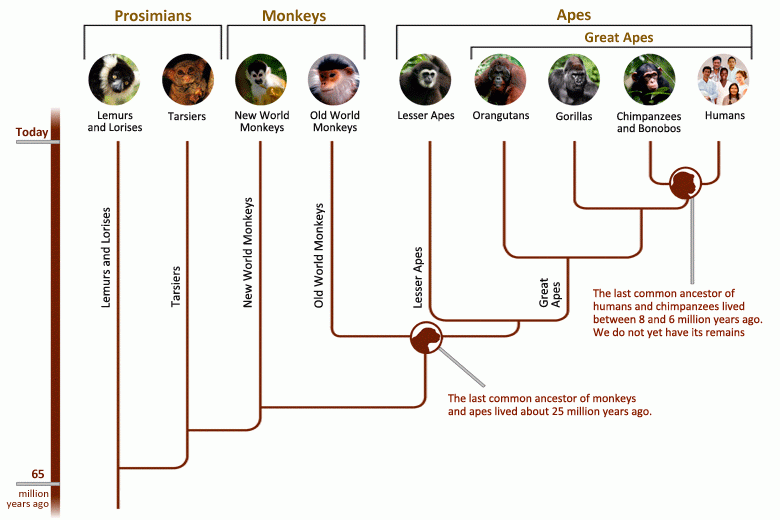 Prosimians
Monkeys
Apes
Great Apes
Lemurs
and Lorises
Tarsiers
New World
Monkeys
Old World
Monkeys
Lesser Apes
Orangutans
Gorillas
Chimpanzees
and Bonobos
Humans
Today
Lemurs and Lorises
Tarsiers
New World Monkeys
Old World Monkeys
Lesser Apes
Great
Apes
The last common ancestor of
humans and chimpanzees lived
between 8 and 6 million years ago.
We do not yet have its remains
The last common ancestor of monkeys
and apes lived about 25 million years ago.
65
million
years ago